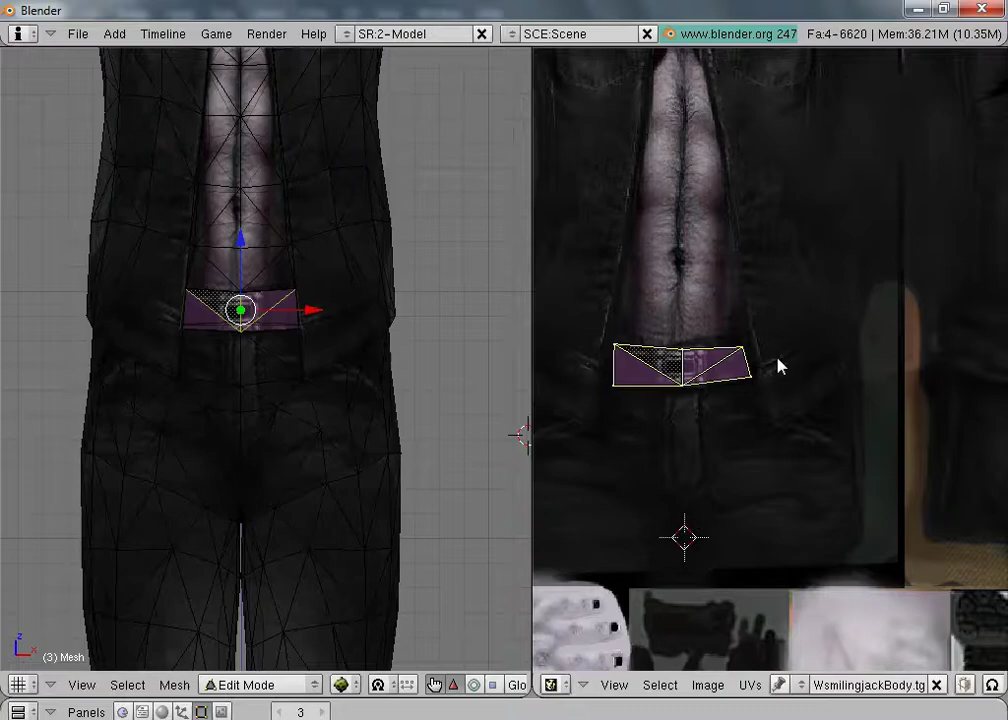 Blender
File Add Timeline Game Render Help SR:2-Model SCE:Scene www.blender.org 247 Fa:4-6620 | Mem:36.21M (10.35M)
z
x
(3) Mesh
View Select Mesh Edit Mode Glo View Select Image UVs WsmilingjackBody.tg
Panels 3